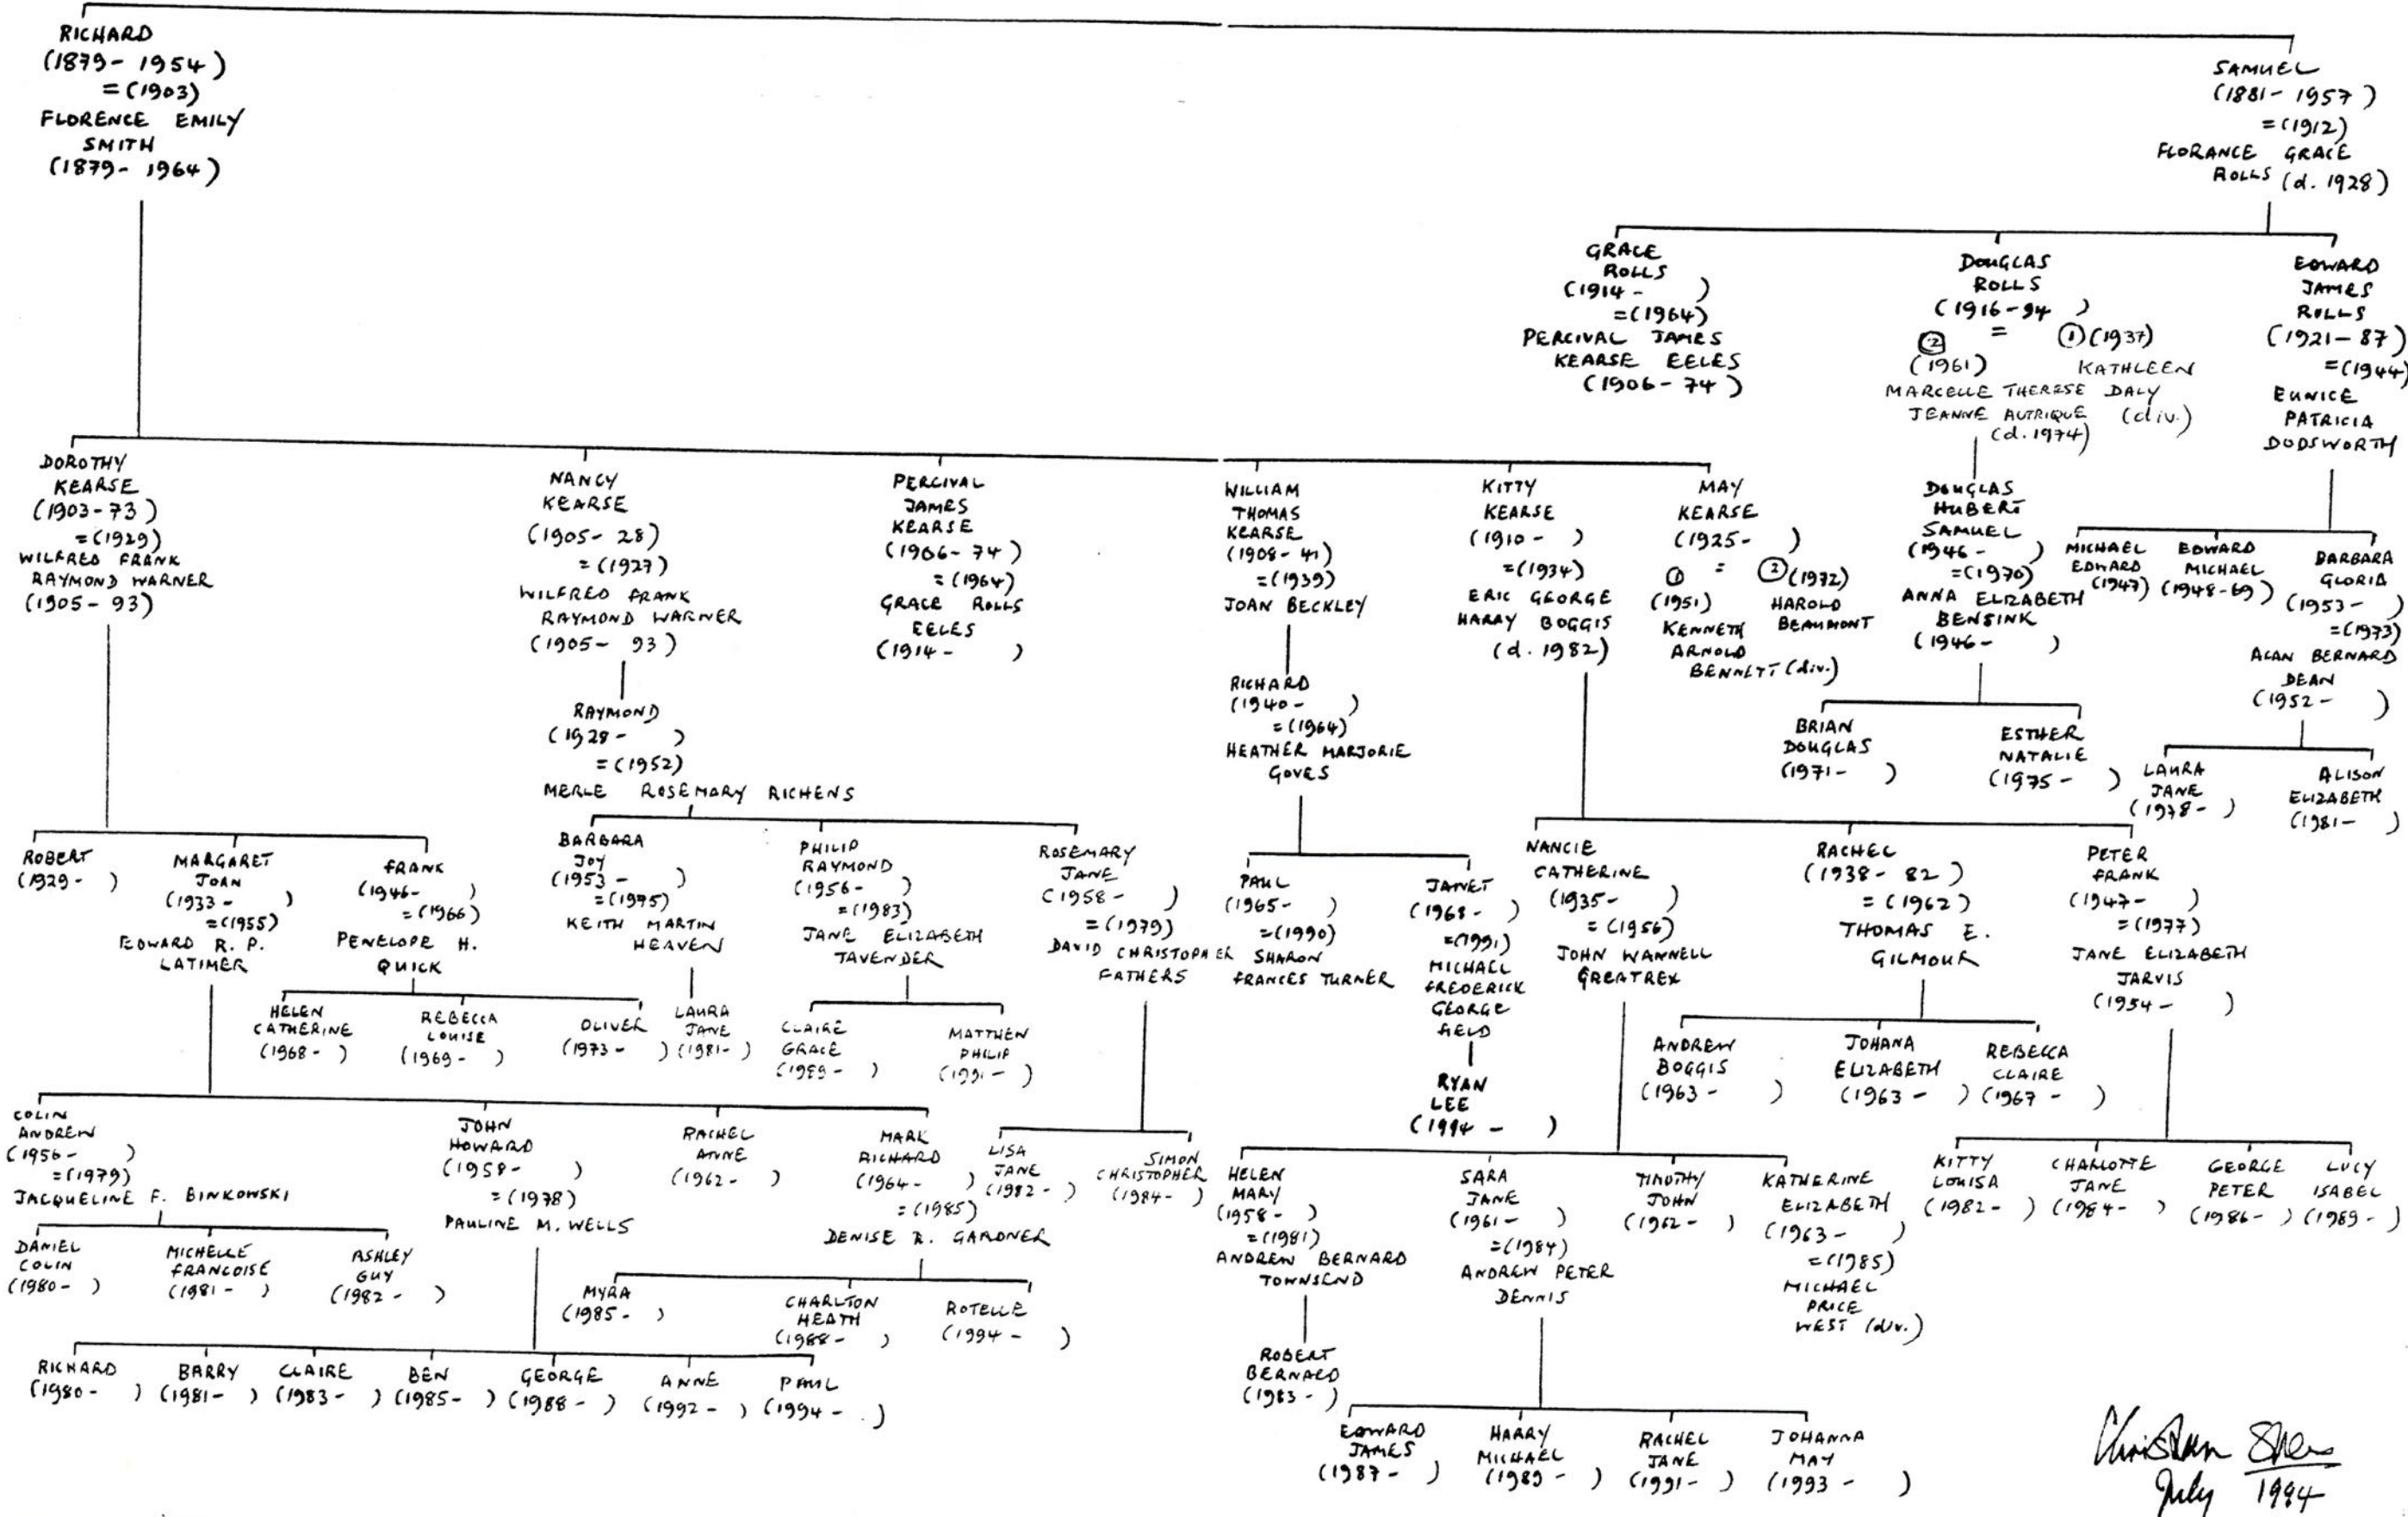 RICHARD
(1879- 1954)
=(1903)
FLORENCE EMILY
SMITH
(1879- 1964)
SAMUEL
(1881- 1957)
=(1912)
FLORANCE GRACE
ROLLS (d. 1928)
GRACE
ROLLS
(1914- )
=(1964)
PERCIVAL JAMES
KEARSE EELES
(1906-74)
DOUGLAS
ROLLS
(1916-94)
=
② ① (1937)
(1961) KATHLEEN
MARCELLE THERESE DALY
JEANNE AUTRIQUE (div.)
(d. 1974)
EDWARD
JAMES
ROLLS
(1921-87)
=(1944)
EUNICE
PATRICIA
DODSWORTH
DOROTHY
KEARSE
(1903-73)
=(1929)
WILFRED FRANK
RAYMOND WARNER
(1905-93)
NANCY
KEARSE
(1905-28)
=(1927)
WILFRED FRANK
RAYMOND WARNER
(1905-93)
PERCIVAL
JAMES
KEARSE
(1906-74)
=(1964)
GRACE ROLLS
EELES
(1914- )
WILLIAM
THOMAS
KEARSE
(1908-41)
=(1939)
JOAN BECKLEY
KITTY
KEARSE
(1910- )
=(1934)
ERIC GEORGE
HARRY BOGGIS
(d. 1982)
MAY
KEARSE
(1925- )
① = ② (1972)
(1951) HAROLD
KENNETH BEAUMONT
ARNOLD
BENNETT (div.)
DOUGLAS
HUBERT
SAMUEL
(1946- )
=(1970)
ANNA ELIZABETH
BENSINK
(1946- )
MICHAEL
EDWARD
(1947)
EDWARD
MICHAEL
(1948-69)
BARBARA
GLORIA
(1953- )
=(1973)
ALAN BERNARD
DEAN
(1952- )
RAYMOND
(1928- )
=(1952)
MERLE ROSEMARY RICHENS
RICHARD
(1940- )
=(1964)
HEATHER MARJORIE
GOVES
BRIAN
DOUGLAS
(1971- )
ESTHER
NATALIE
(1975- )
LAURA
JANE
(1978- )
ALISON
ELIZABETH
(1981- )
ROBERT
(1929- )
MARGARET
JOAN
(1933- )
=(1955)
EDWARD R. P.
LATIMER
FRANK
(1946- )
=(1966)
PENELOPE H.
QUICK
BARBARA
JOY
(1953- )
=(1975)
KEITH MARTIN
HEAVEN
PHILIP
RAYMOND
(1956- )
=(1983)
JANE ELIZABETH
TAVENDER
ROSEMARY
JANE
(1958- )
=(1979)
DAVID CHRISTOPHER
FATHERS
PAUL
(1965- )
=(1990)
SHARON
FRANCES TURNER
JANET
(1968- )
=(1991)
MICHAEL
FREDERICK
GEORGE
FIELD
NANCIE
CATHERINE
(1935- )
=(1956)
JOHN WANNELL
GREATREX
RACHEL
(1938-82)
=(1962)
THOMAS E.
GILMOUR
PETER
FRANK
(1947- )
=(1977)
JANE ELIZABETH
JARVIS
(1954- )
HELEN
CATHERINE
(1968- )
REBECCA
LOUISE
(1969- )
OLIVER
(1973- )
LAURA
JANE
(1981- )
CLAIRE
GRACE
(1989- )
MATTHEW
PHILIP
(1991- )
RYAN
LEE
(1994 - )
ANDREW
BOGGIS
(1963- )
JOHANA
ELIZABETH
(1963- )
REBECCA
CLAIRE
(1967- )
COLIN
ANDREW
(1956- )
=(1979)
JACQUELINE F. BINKOWSKI
JOHN
HOWARD
(1958- )
=(1978)
PAULINE M. WELLS
RACHEL
ANNE
(1962- )
MARK
RICHARD
(1964- )
=(1985)
DENISE R. GARDNER
LISA
JANE
(1982- )
SIMON
CHRISTOPHER
(1984- )
HELEN
MARY
(1958- )
=(1981)
ANDREW BERNARD
TOWNSEND
SARA
JANE
(1961- )
=(1984)
ANDREW PETER
DENNIS
TIMOTHY
JOHN
(1962- )
KATHERINE
ELIZABETH
(1963- )
=(1985)
MICHAEL
PRICE
WEST (div.)
KITTY
LOUISA
(1982- )
CHARLOTTE
JANE
(1984- )
GEORGE
PETER
(1986- )
LUCY
ISABEL
(1989- )
DANIEL
COLIN
(1980- )
MICHELLE
FRANCOISE
(1981- )
ASHLEY
GUY
(1982- )
MYRA
(1985- )
CHARLTON
HEATH
(1988- )
ROTELLE
(1994- )
RICHARD
(1980- )
BARRY
(1981- )
CLAIRE
(1983- )
BEN
(1985- )
GEORGE
(1988- )
ANNE
(1992- )
PAUL
(1994- )
ROBERT
BERNARD
(1983- )
EDWARD
JAMES
(1987- )
HARRY
MICHAEL
(1989- )
RACHEL
JANE
(1991- )
JOHANNA
MAY
(1993- )
July 1994